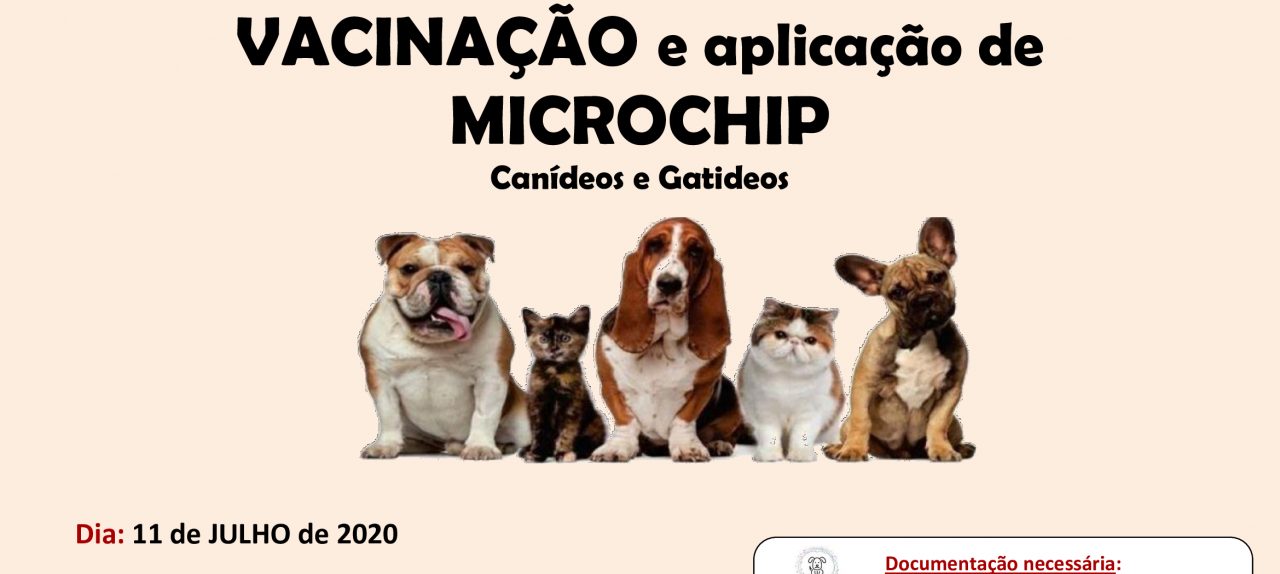 VACINAÇÃO e aplicação de
MICROCHIP
Canídeos e Gatideos
Dia: 11 de JULHO de 2020
Documentação necessária: